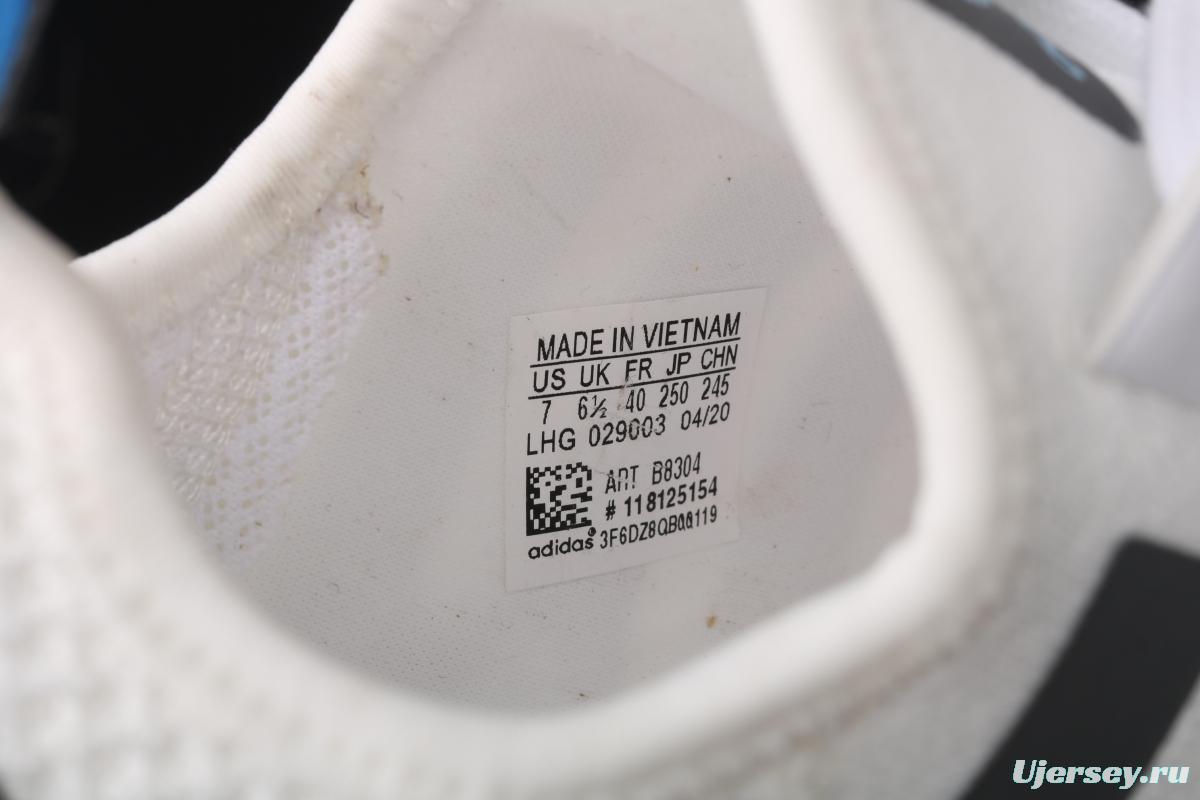 MADE IN VIETNAM
US UK FR JP CHN
7 6½ 40 250 245
LHG 029003 04/20
ART B8304
# 118125154
adidas 3F6DZ8QB00119
Ujersey.ru